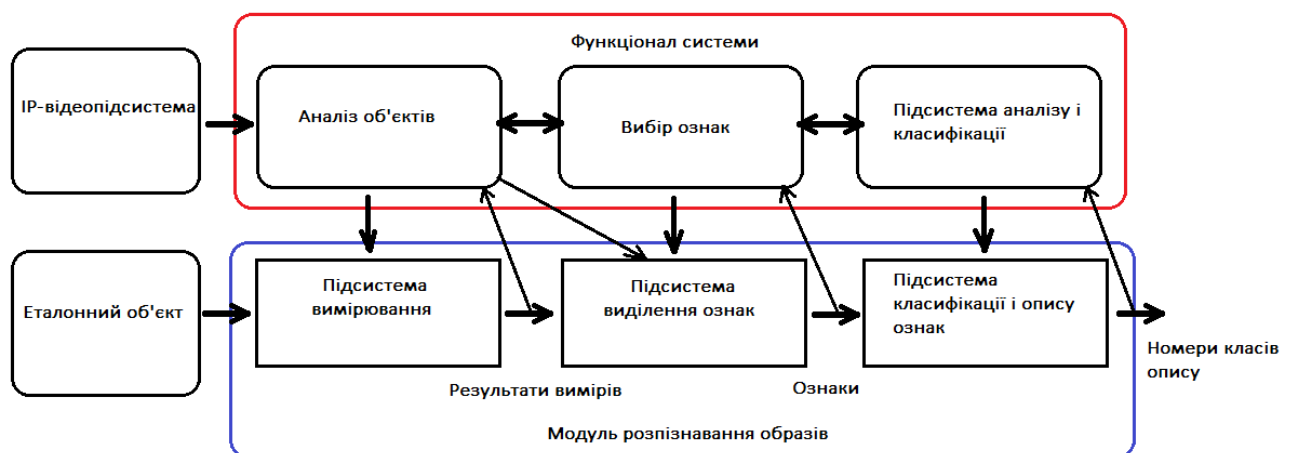 Функціонал системи
IP-відеопідсистема
Аналіз об'єктів
Вибір ознак
Підсистема аналізу і
класифікації
Еталонний об'єкт
Підсистема
вимірювання
Підсистема
виділення ознак
Підсистема
класифікації і опису
ознак
Результати вимірів
Ознаки
Номери класів
опису
Модуль розпізнавання образів